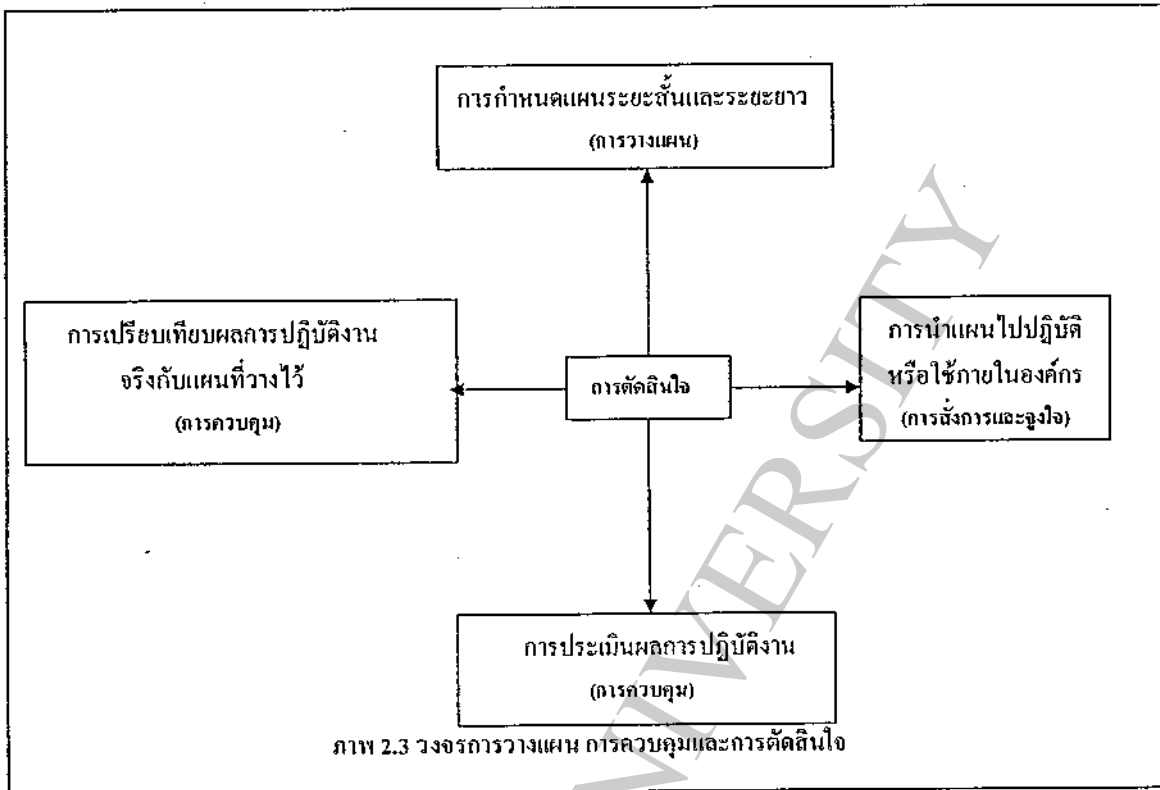 การกำหนดแผนระยะสั้นและระยะยาว
(การวางแผน)
การเปรียบเทียบผลการปฏิบัติงาน
จริงกับแผนที่วางไว้
(การควบคุม)
การตัดสินใจ
การนำแผนไปปฏิบัติ
หรือใช้ภายในองค์กร
(การสั่งการและจูงใจ)
การประเมินผลการปฏิบัติงาน
(การควบคุม)
ภาพ 2.3 วงจรการวางแผน การควบคุมและการตัดสินใจ
UNIVERSITY